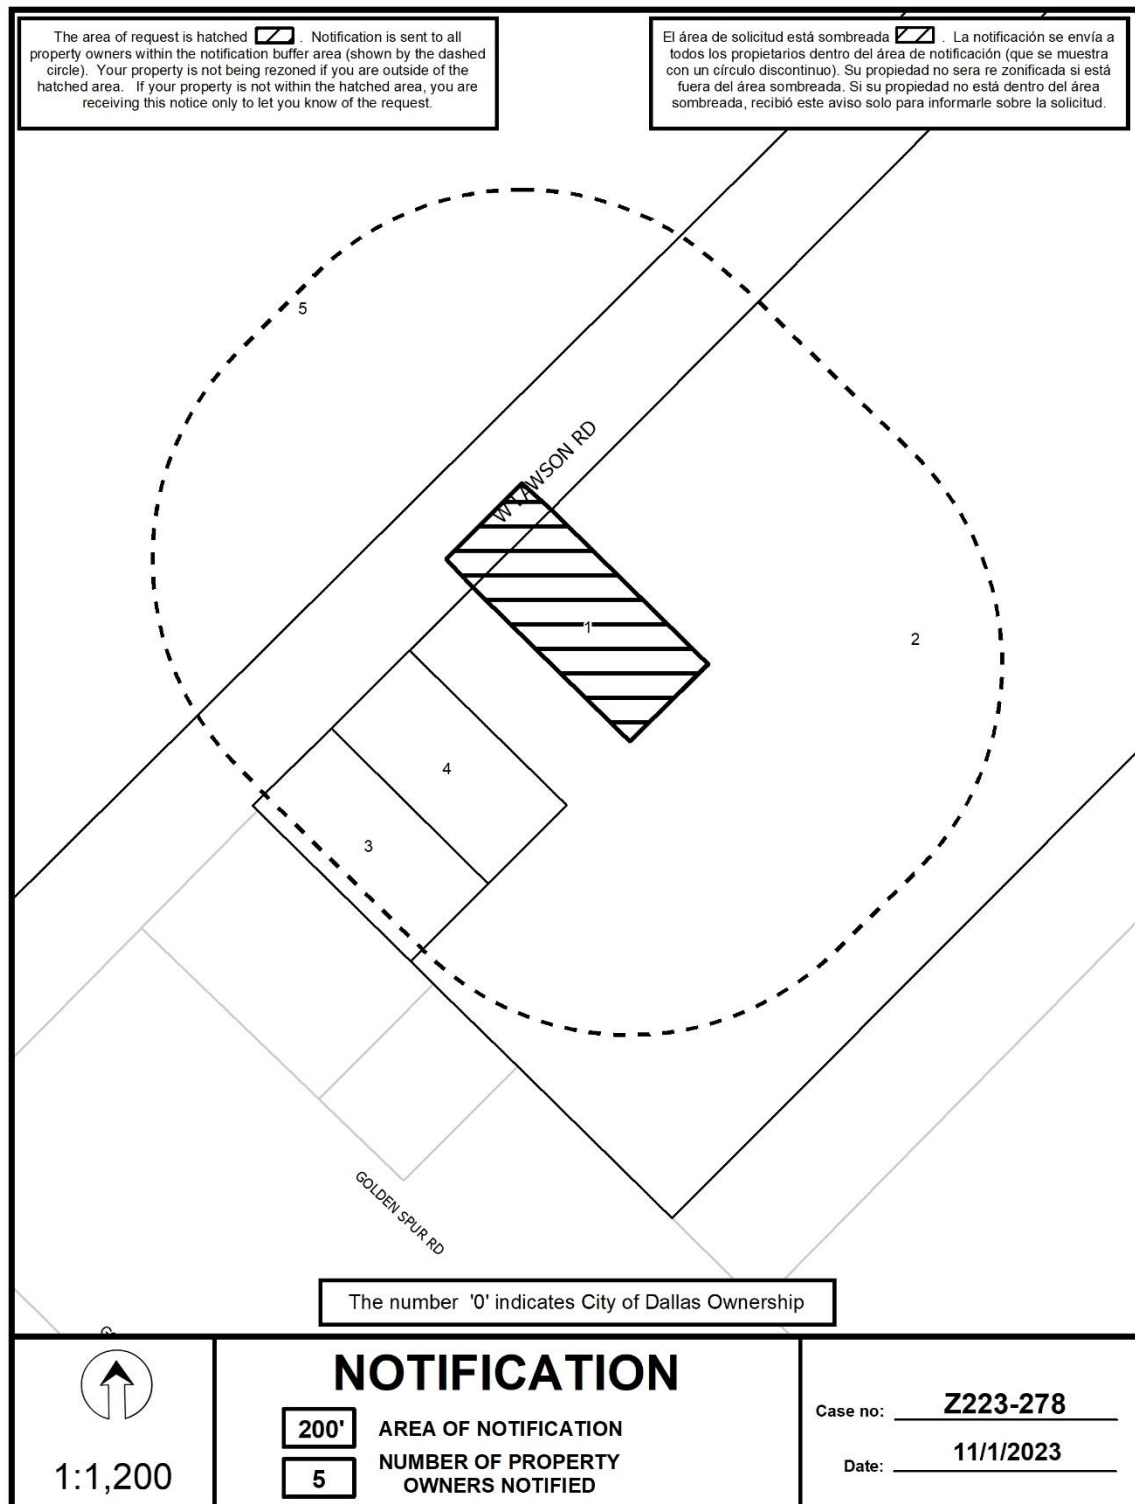 The area of request is hatched . Notification is sent to all
property owners within the notification buffer area (shown by the dashed
circle). Your property is not being rezoned if you are outside of the
hatched area. If your property is not within the hatched area, you are
receiving this notice only to let you know of the request.
El área de solicitud está sombreada . La notificación se envía a
todos los propietarios dentro del área de notificación (que se muestra
con un círculo discontinuo). Su propiedad no sera re zonificada si está
fuera del área sombreada. Si su propiedad no está dentro del área
sombreada, recibió este aviso solo para informarle sobre la solicitud.
5
W LAWSON RD
1
2
4
3
GOLDEN SPUR RD
The number '0' indicates City of Dallas Ownership
1:1,200
NOTIFICATION
200' AREA OF NOTIFICATION
5 NUMBER OF PROPERTY
OWNERS NOTIFIED
Case no: Z223-278
Date: 11/1/2023